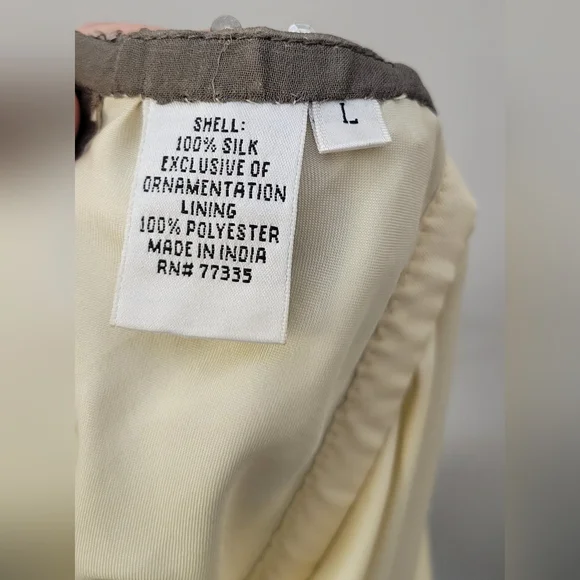 SHELL:
100% SILK
EXCLUSIVE OF
ORNAMENTATION
LINING
100% POLYESTER
MADE IN INDIA
RN# 77335
L